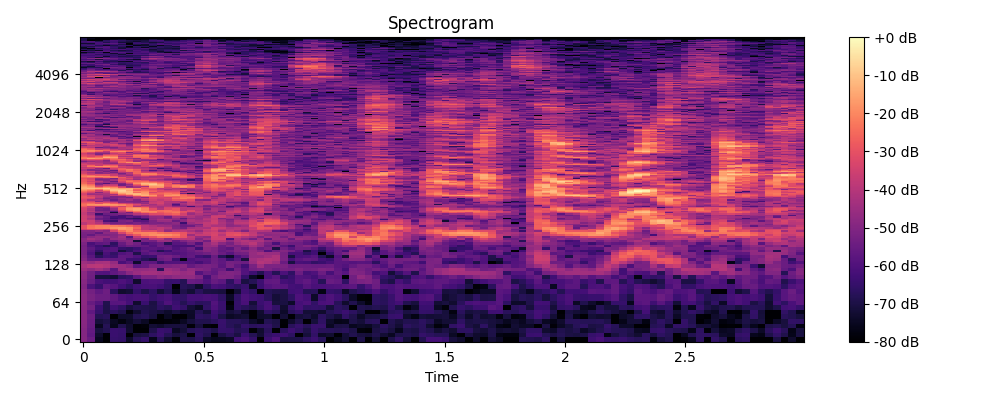 Spectrogram
Hz
4096
2048
1024
512
256
128
64
0
0
0.5
1
1.5
2
2.5
Time
+0 dB
-10 dB
-20 dB
-30 dB
-40 dB
-50 dB
-60 dB
-70 dB
-80 dB